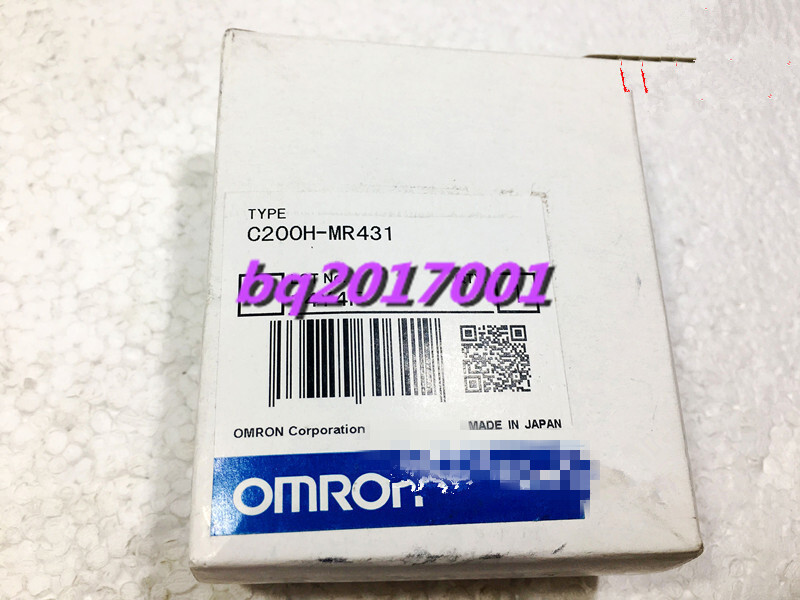 TYPE
C200H-MR431
bq2017001
OMRON Corporation
MADE IN JAPAN
OMRON